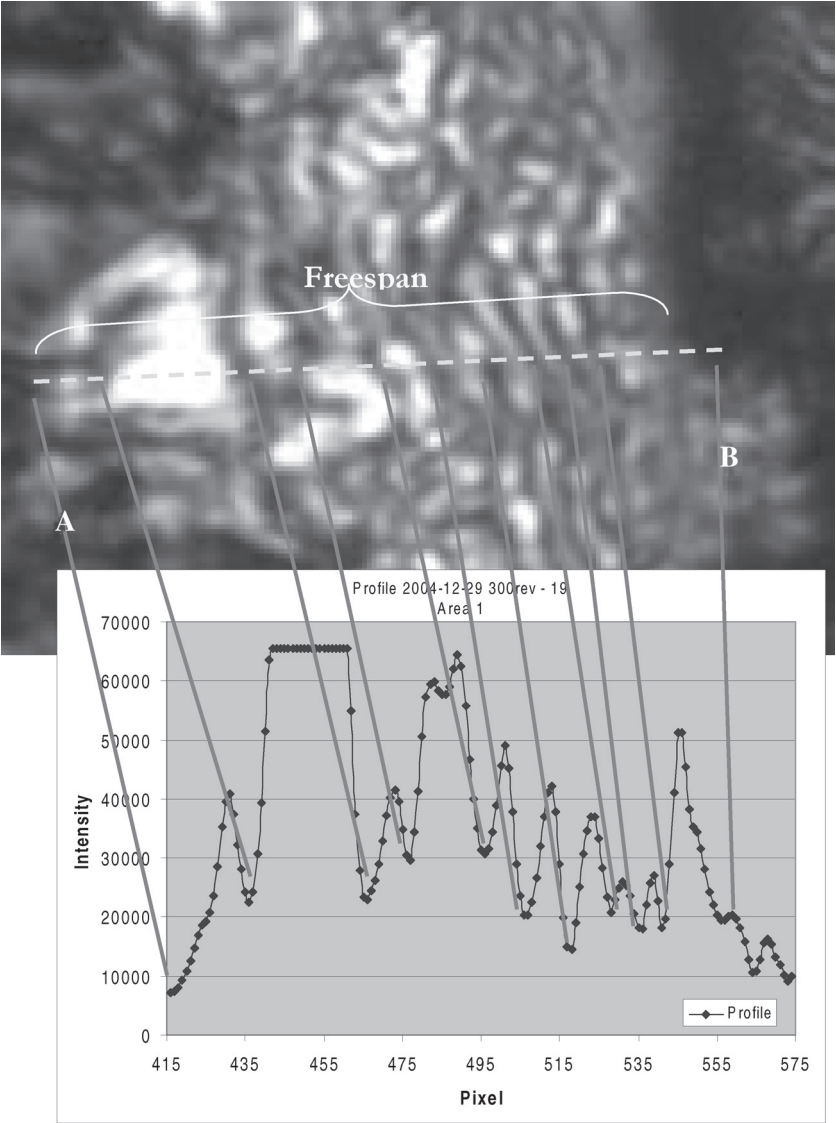 Freespan
B
A
Profile 2004-12-29 300rev - 19
Area 1
70000
60000
50000
40000
30000
20000
10000
0
Intensity
415 435 455 475 495 515 535 555 575
Pixel
Profile